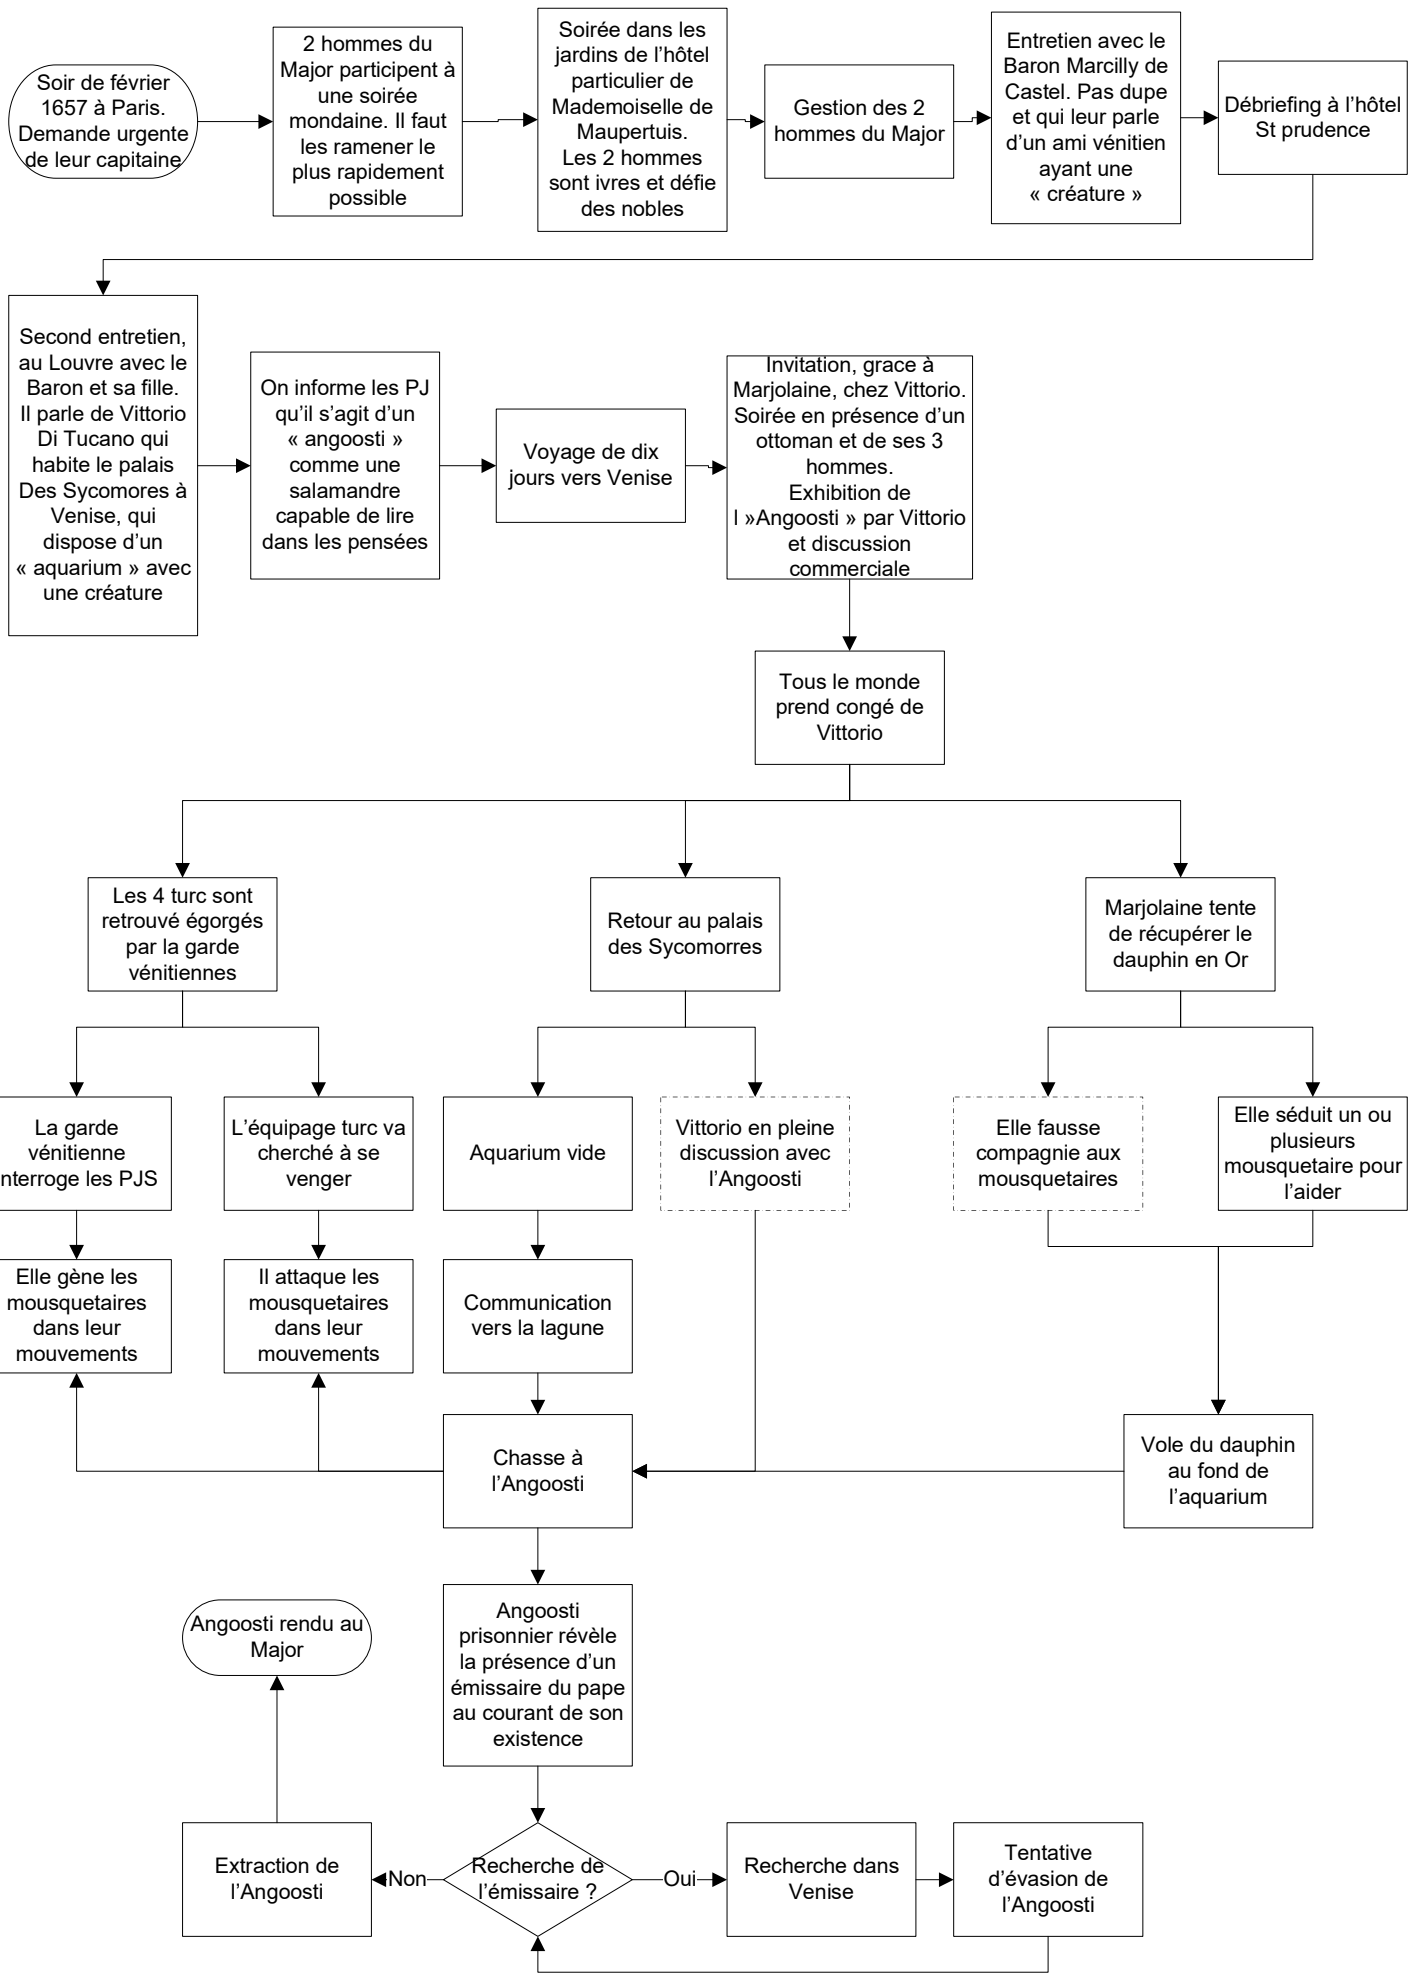 Soir de février
1657 à Paris.
Demande urgente
de leur capitaine
2 hommes du
Major participent à
une soirée
mondaine. Il faut
les ramener le
plus rapidement
possible
Soirée dans les
jardins de l’hôtel
particulier de
Mademoiselle de
Maupertuis.
Les 2 hommes
sont ivres et défie
des nobles
Gestion des 2
hommes du Major
Entretien avec le
Baron Marcilly de
Castel. Pas dupe
et qui leur parle
d’un ami vénitien
ayant une
« créature »
Débriefing à l’hôtel
St prudence
Second entretien,
au Louvre avec le
Baron et sa fille.
Il parle de Vittorio
Di Tucano qui
habite le palais
Des Sycomores à
Venise, qui
dispose d’un
« aquarium » avec
une créature
On informe les PJ
qu’il s’agit d’un
« angoosti »
comme une
salamandre
capable de lire
dans les pensées
Voyage de dix
jours vers Venise
Invitation, grace à
Marjolaine, chez Vittorio.
Soirée en présence d’un
ottoman et de ses 3
hommes.
Exhibition de
l »Angoosti » par Vittorio
et discussion
commerciale
Tous le monde
prend congé de
Vittorio
Les 4 turc sont
retrouvé égorgés
par la garde
vénitiennes
Retour au palais
des Sycomorres
Marjolaine tente
de récupérer le
dauphin en Or
La garde
vénitienne
nterroge les PJS
L’équipage turc va
cherché à se
venger
Aquarium vide
Vittorio en pleine
discussion avec
l’Angoosti
Elle fausse
compagnie aux
mousquetaires
Elle séduit un ou
plusieurs
mousquetaire pour
l’aider
Elle gène les
mousquetaires
dans leur
mouvements
Il attaque les
mousquetaires
dans leur
mouvements
Communication
vers la lagune
Chasse à
l’Angoosti
Vole du dauphin
au fond de
l’aquarium
Angoosti rendu au
Major
Angoosti
prisonnier révèle
la présence d’un
émissaire du pape
au courant de son
existence
Extraction de
l’Angoosti
Non
Recherche de
l’émissaire ?
Oui
Recherche dans
Venise
Tentative
d’évasion de
l’Angoosti